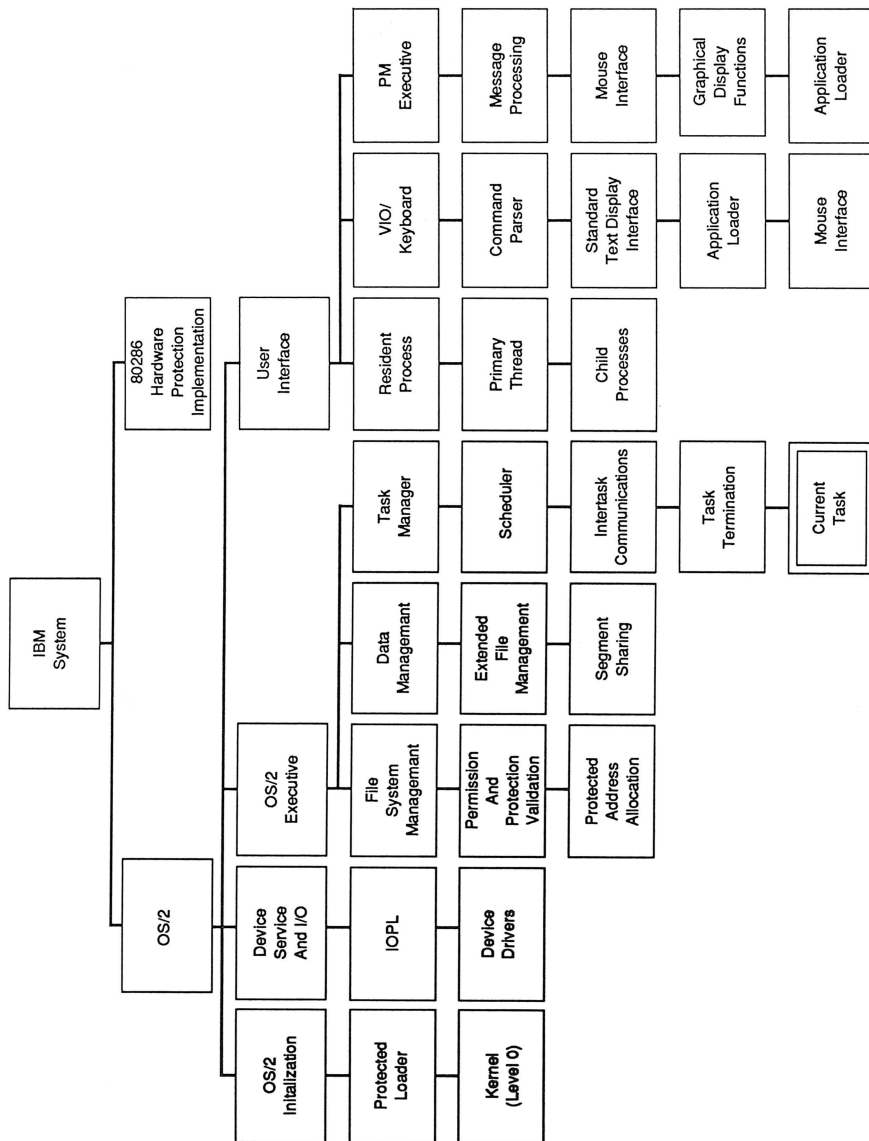 IBM
System
OS/2
80286
Hardware
Protection
Implementation
OS/2
Initalization
Device
Service
And I/O
OS/2
Executive
User
Interface
Protected
Loader
IOPL
File
System
Managemant
Data
Managemant
Task
Manager
Resident
Process
VIO/
Keyboard
PM
Executive
Kernel
(Level 0)
Device
Drivers
Permission
And
Protection
Validation
Extended
File
Management
Scheduler
Primary
Thread
Command
Parser
Message
Processing
Protected
Address
Allocation
Segment
Sharing
Intertask
Communications
Child
Processes
Standard
Text Display
Interface
Mouse
Interface
Task
Termination
Application
Loader
Graphical
Display
Functions
Current
Task
Mouse
Interface
Application
Loader